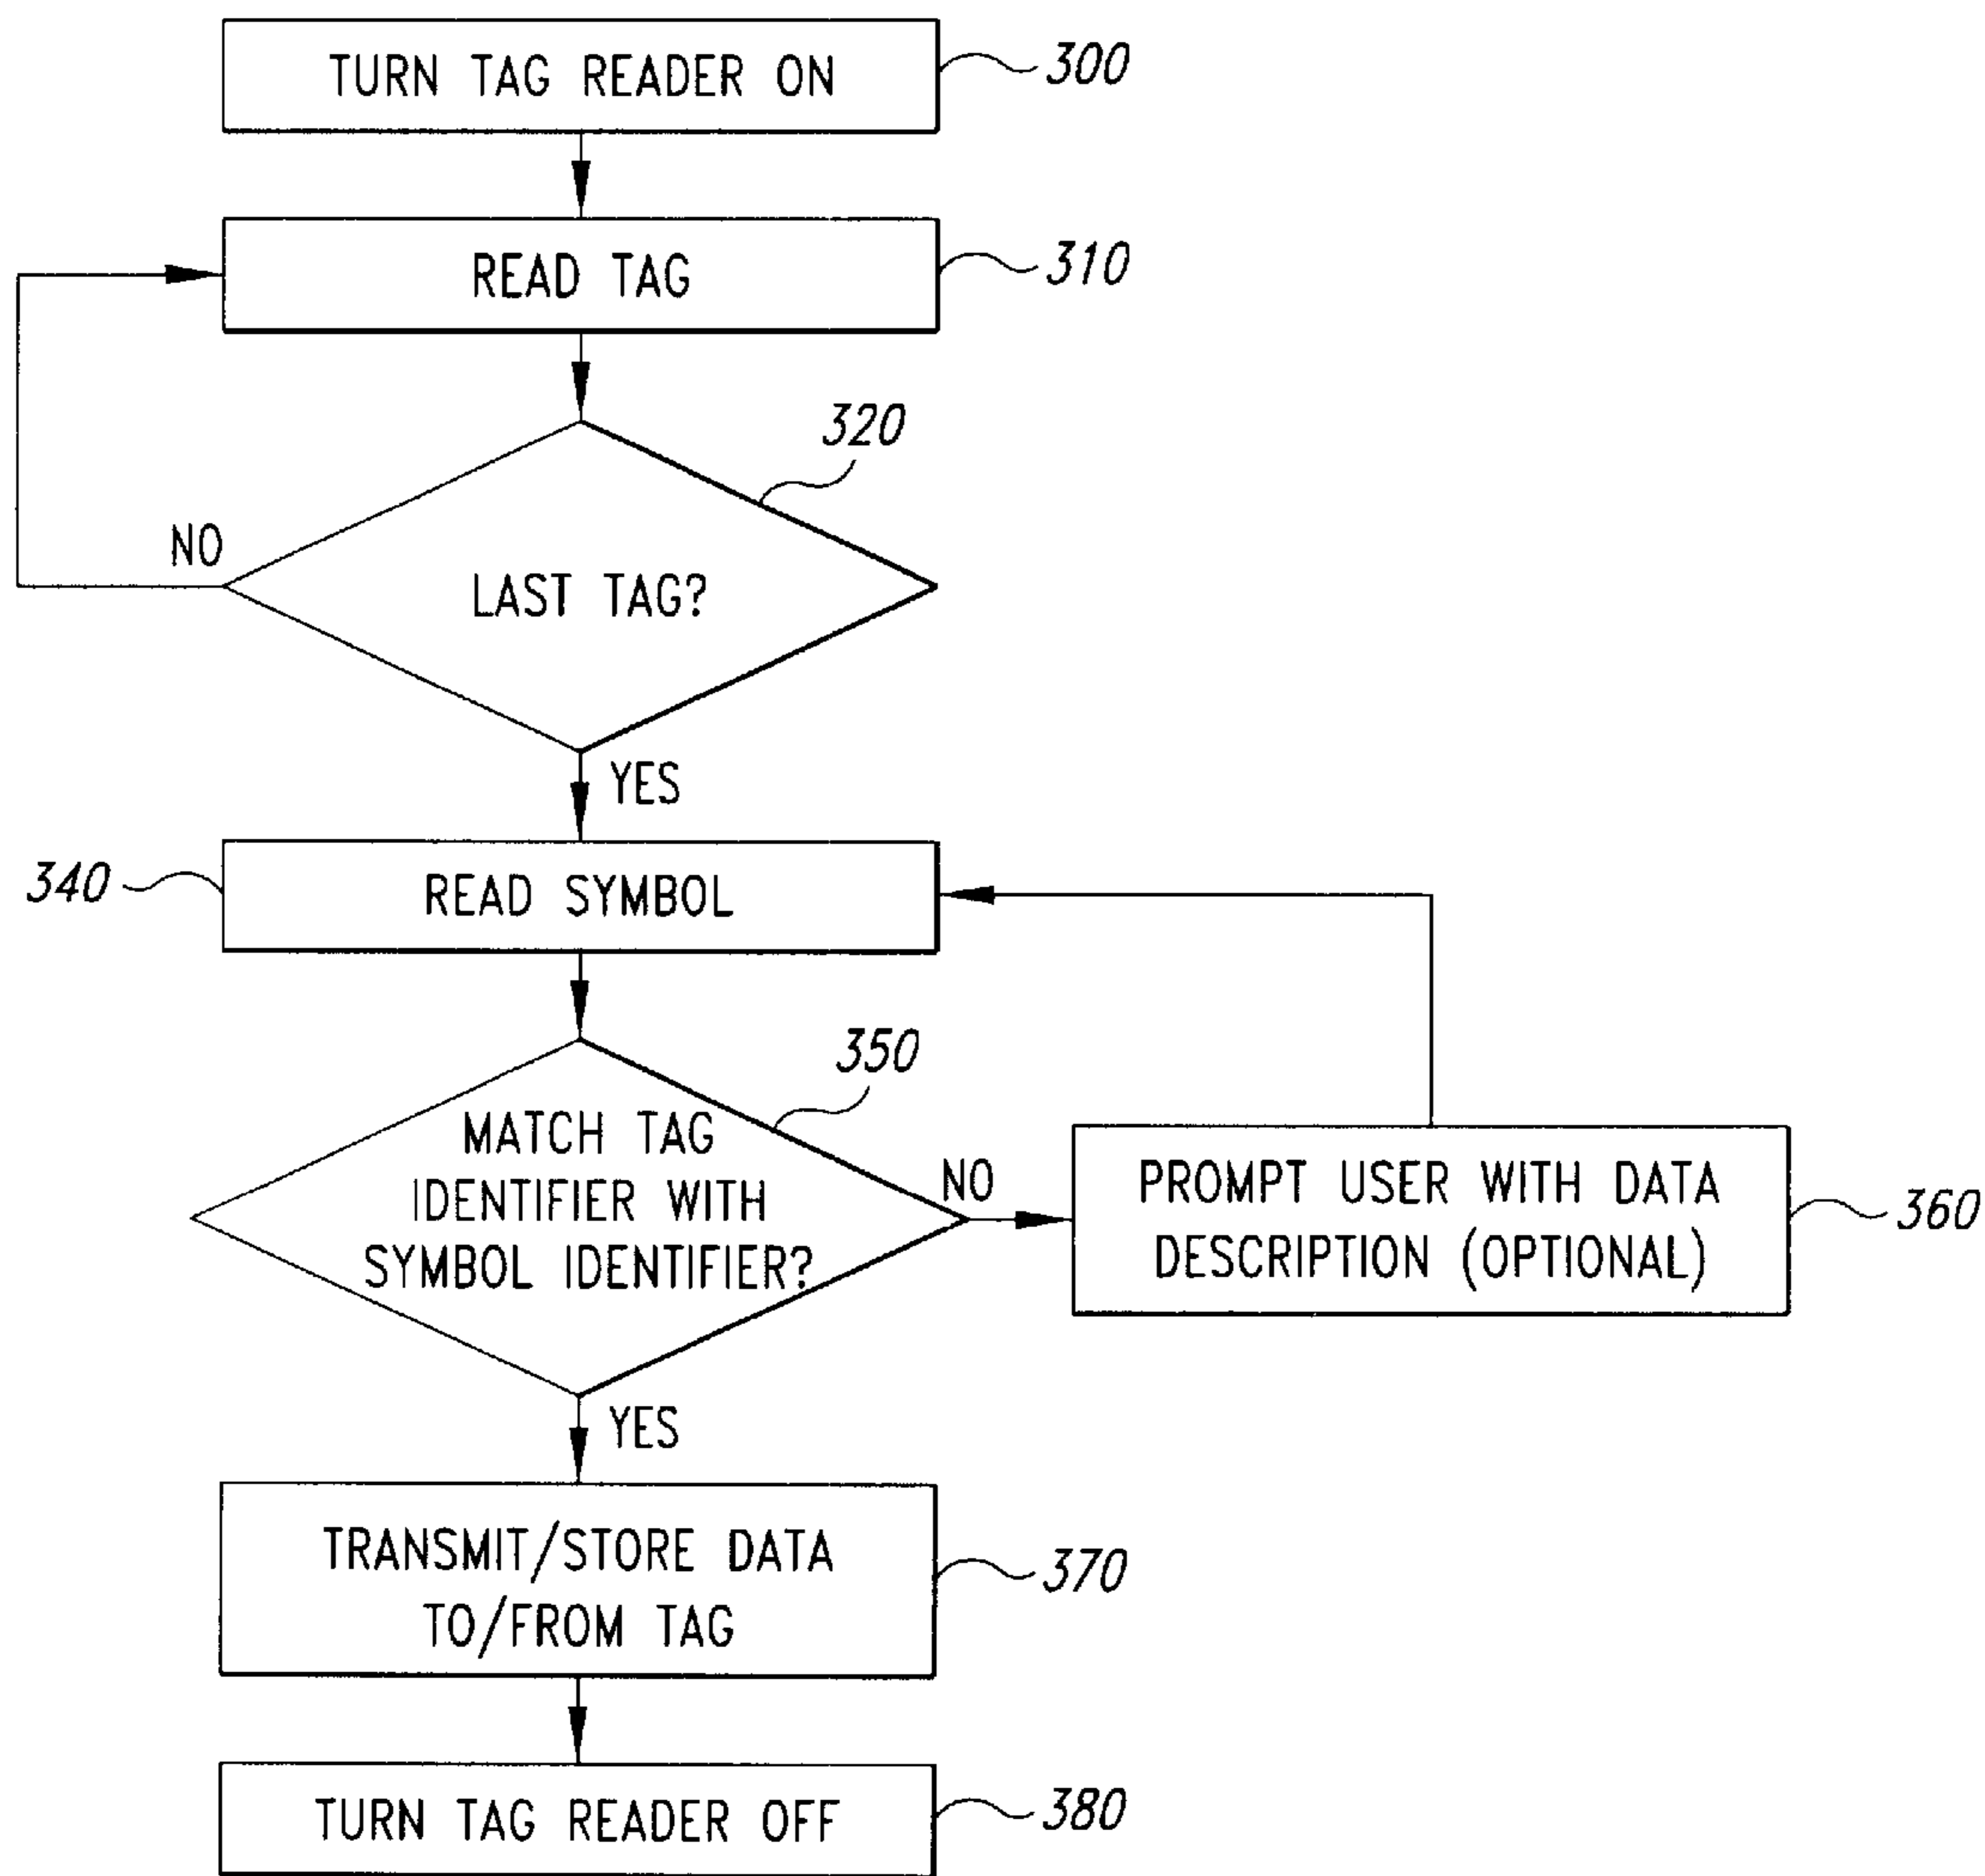 TURN TAG READER ON
300
READ TAG
310
320
LAST TAG?
NO
YES
340
READ SYMBOL
350
MATCH TAG
IDENTIFIER WITH
SYMBOL IDENTIFIER?
NO
PROMPT USER WITH DATA
DESCRIPTION (OPTIONAL)
360
YES
TRANSMIT/STORE DATA
TO/FROM TAG
370
TURN TAG READER OFF
380